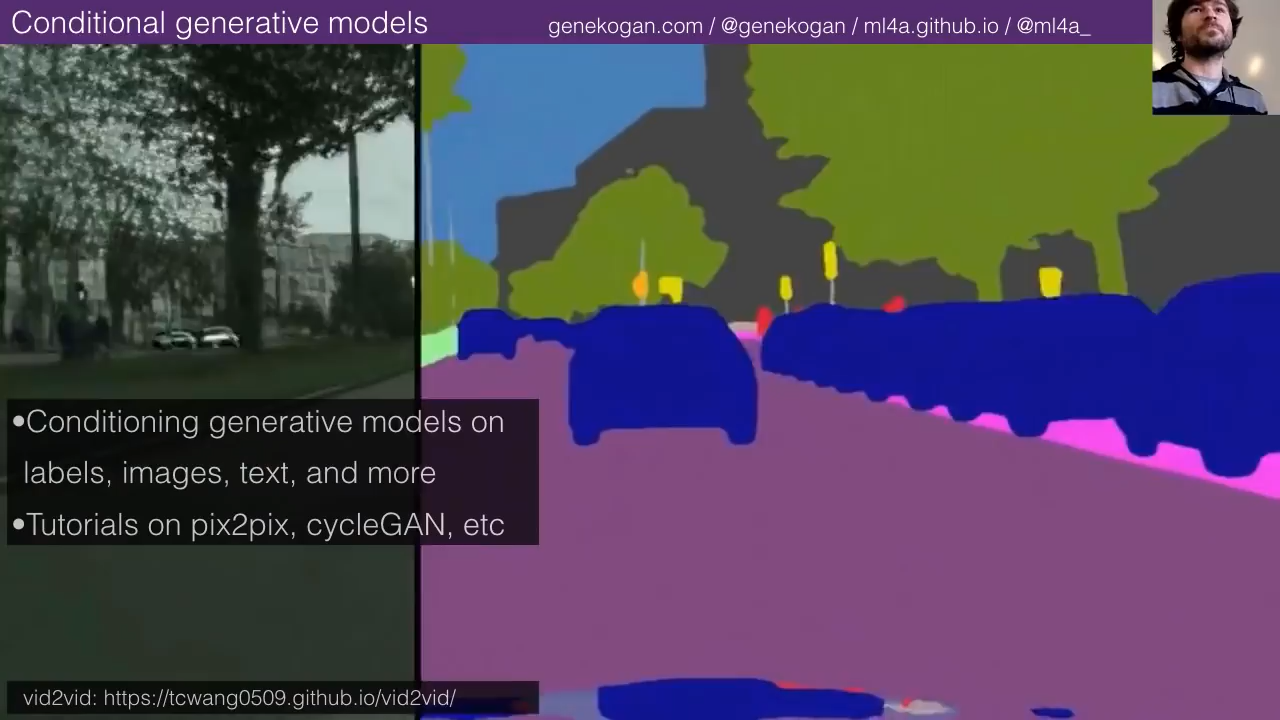 Conditional generative models
genekogan.com / @genekogan / ml4a.github.io / @ml4a_
•Conditioning generative models on
labels, images, text, and more
•Tutorials on pix2pix, cycleGAN, etc
vid2vid: https://tcwang0509.github.io/vid2vid/